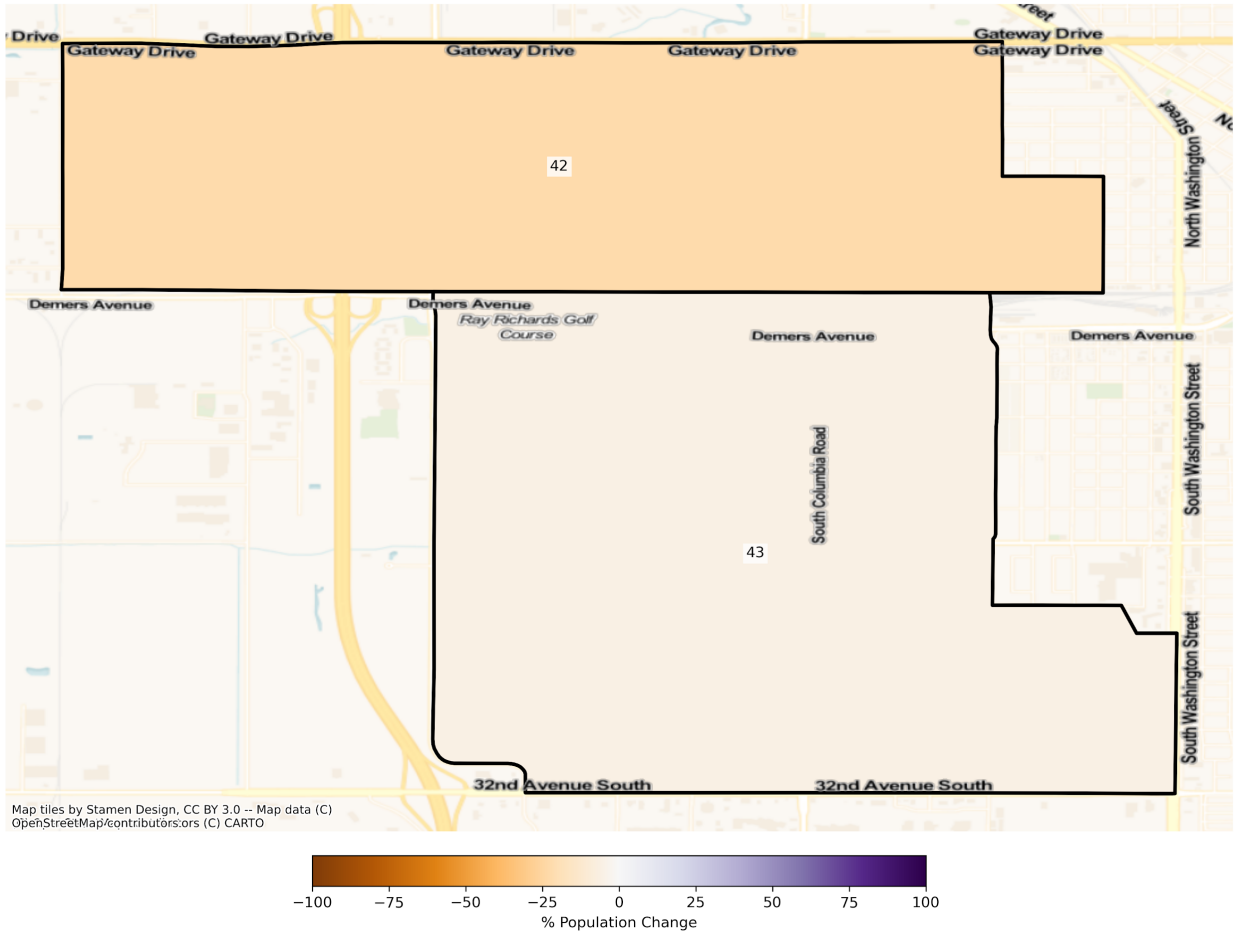 reet
Drive
Gateway Drive
Gateway Drive
Gateway Drive
Gateway Drive
Gateway Drive
Gateway Drive
Street
No
North Washington
42
Demers Avenue
Demers Avenue
Ray Richards Golf
Course
Demers Avenue
Demers Avenue
South Washington Street
South Columbia Road
43
South Washington Street
32nd Avenue South
32nd Avenue South
Map tiles by Stamen Design, CC BY 3.0 -- Map data (C)
OpenStreetMap contributors
ors (C) CARTO
−100
−75
−50
−25
0
25
50
75
100
% Population Change